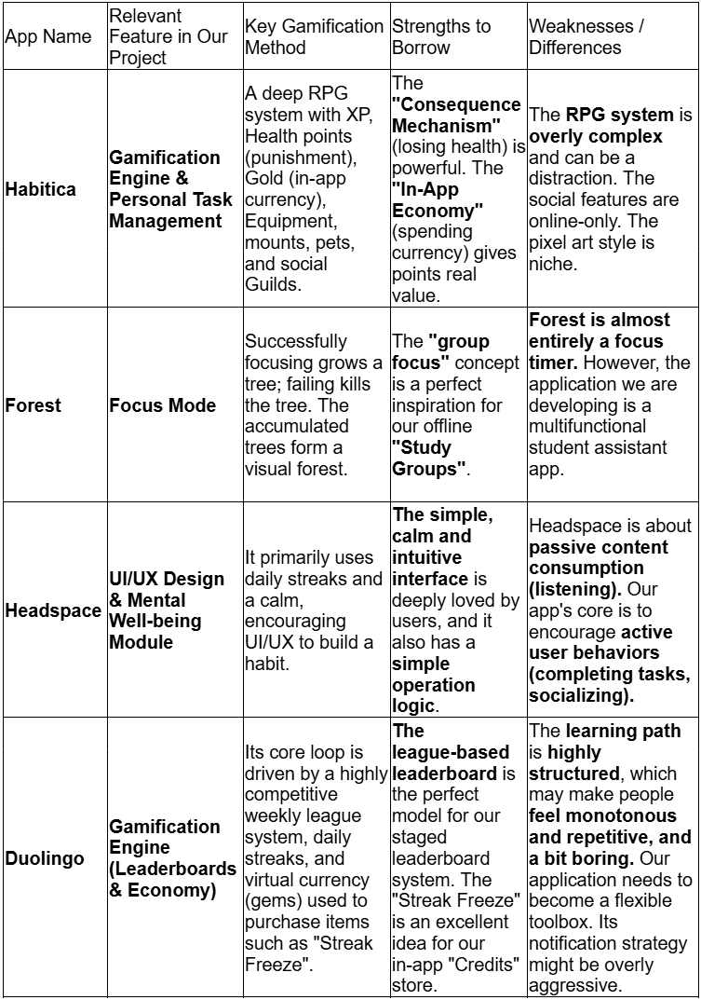 App Name
Relevant
Feature in Our
Project
Key Gamification
Method
Strengths to
Borrow
Weaknesses /
Differences
Habitica
Gamification
Engine &
Personal Task
Management
A deep RPG
system with XP,
Health points
(punishment),
Gold (in-app
currency),
Equipment,
mounts, pets,
and social
Guilds.
The
"Consequence
Mechanism"
(losing health) is
powerful. The
"In-App
Economy"
(spending
currency) gives
points real
value.
The RPG system is
overly complex
and can be a
distraction. The
social features are
online-only. The
pixel art style is
niche.
Forest
Focus Mode
Successfully
focusing grows a
tree; failing kills
the tree. The
accumulated
trees form a
visual forest.
The "group
focus" concept
is a perfect
inspiration for
our offline
"Study
Groups".
Forest is almost
entirely a focus
timer. However, the
application we are
developing is a
multifunctional
student assistant
app.
Headspace
UI/UX Design
& Mental
Well-being
Module
It primarily uses
daily streaks and
a calm,
encouraging
UI/UX to build a
habit.
The simple,
calm and
intuitive
interface is
deeply loved by
users, and it
also has a
simple
operation
logic.
Headspace is about
passive content
consumption
(listening). Our
app's core is to
encourage active
user behaviors
(completing tasks,
socializing).
Duolingo
Gamification
Engine
(Leaderboards
& Economy)
Its core loop is
driven by a highly
competitive
weekly league
system, daily
streaks, and
virtual currency
(gems) used to
purchase items
such as "Streak
Freeze".
The
league-based
leaderboard is
the perfect
model for our
staged
leaderboard
system. The
"Streak Freeze"
is an excellent
idea for our
in-app "Credits"
store.
The learning path
is highly
structured, which
may make people
feel monotonous
and repetitive, and
a bit boring. Our
application needs to
become a flexible
toolbox. Its
notification strategy
might be overly
aggressive.